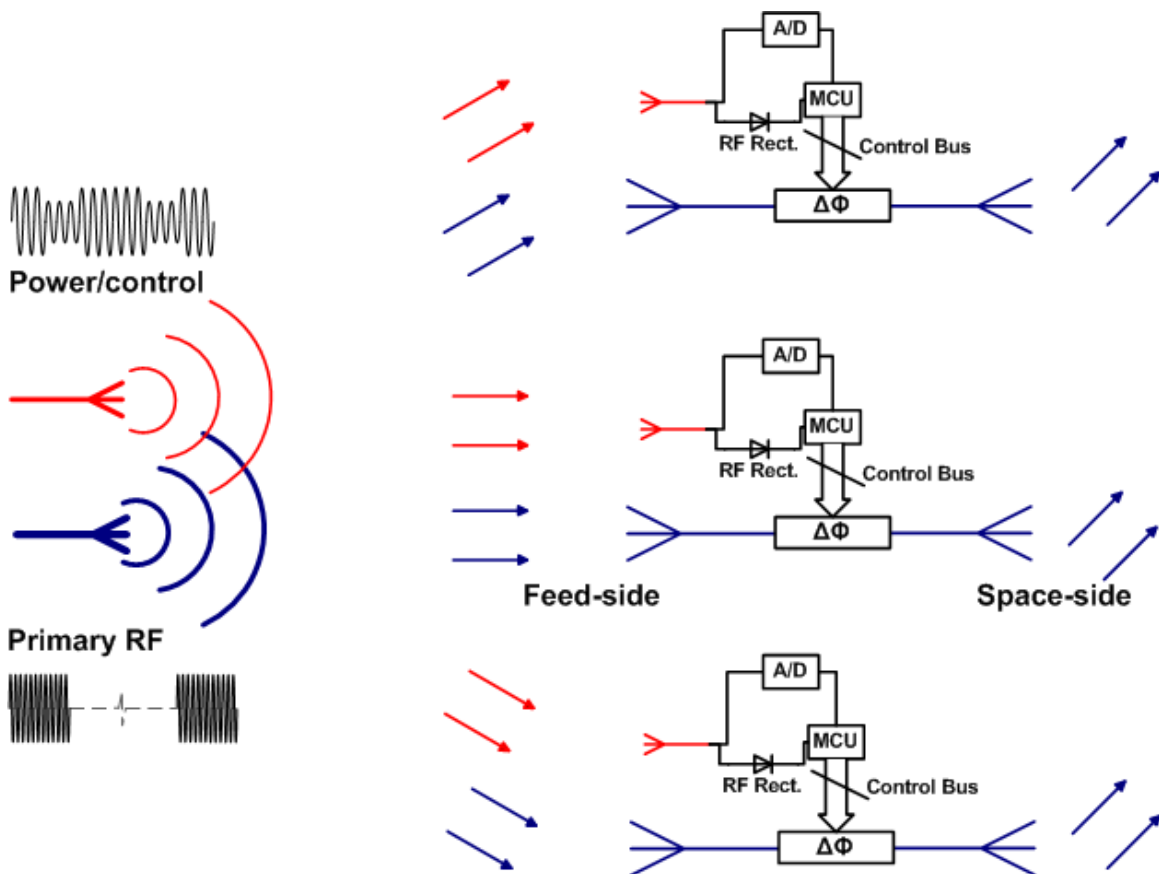 A/D
MCU
RF Rect.
Control Bus
ΔΦ
Power/control
A/D
MCU
RF Rect.
Control Bus
ΔΦ
Feed-side
Space-side
Primary RF
A/D
MCU
RF Rect.
Control Bus
ΔΦ